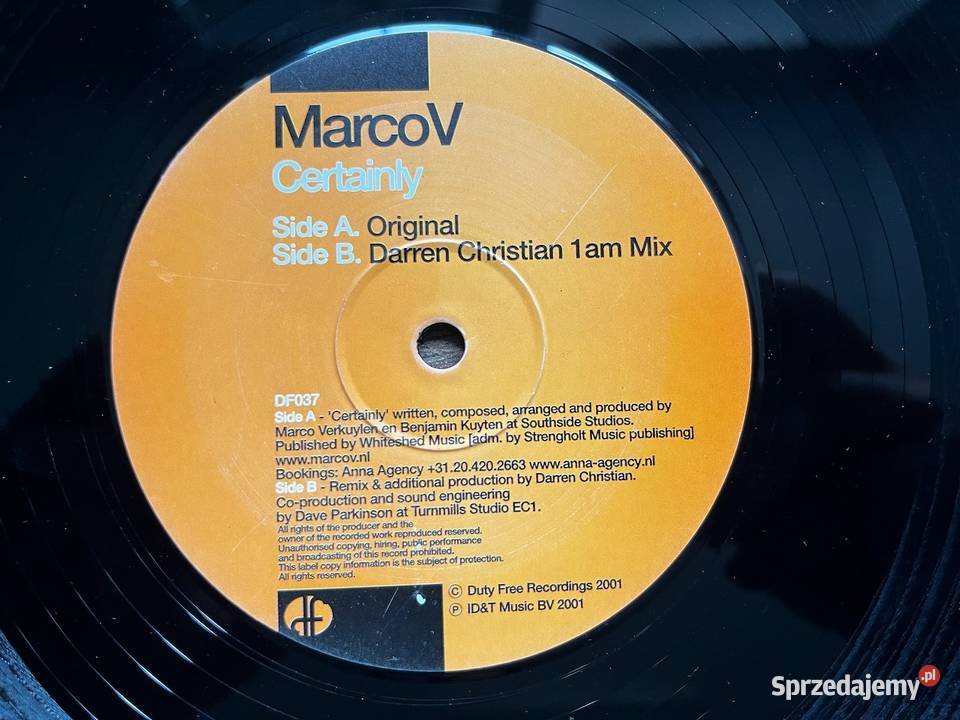 MarcoV
Certainly
Side A. Original
Side B. Darren Christian 1am Mix
DF037
Side A - 'Certainly' written, composed, arranged and produced by
Marco Verkuylen en Benjamin Kuyten at Southside Studios.
Published by Whiteshed Music [adm. by Strengholt Music publishing]
www.marcov.nl
Bookings: Anna Agency +31.20.420.2663 www.anna-agency.nl
Side B - Remix & additional production by Darren Christian.
Co-production and sound engineering
by Dave Parkinson at Turnmills Studio EC1.
All rights of the producer and the
owner of the recorded work reproduced reserved.
Unauthorised copying, hiring, public performance
and broadcasting of this record prohibited.
This label copy information is the subject of protection.
All rights reserved.
© Duty Free Recordings 2001
℗ ID&T Music BV 2001
df
Sprzedajemy.pl